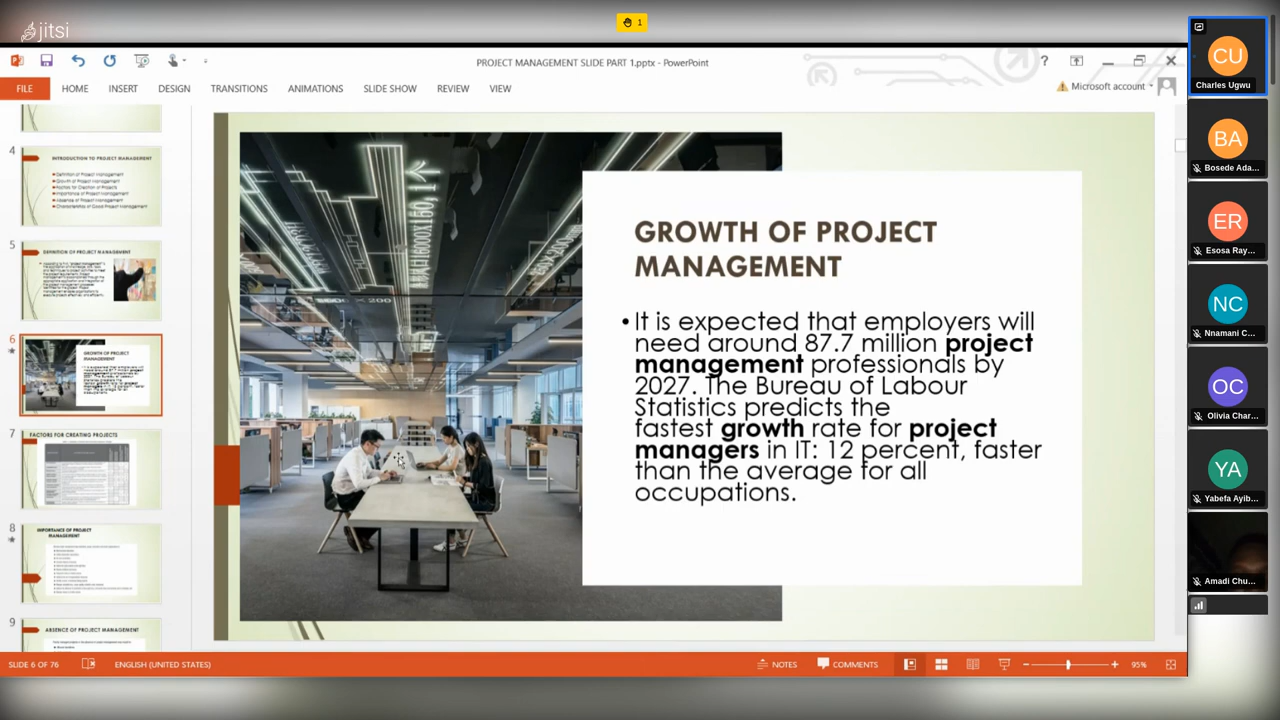 jitsi
1
PROJECT MANAGEMENT SLIDE PART 1.pptx - PowerPoint
?
FILE HOME INSERT DESIGN TRANSITIONS ANIMATIONS SLIDE SHOW REVIEW VIEW
Microsoft account
4
INTRODUCTION TO PROJECT MANAGEMENT
Definition of Project Management
Growth of Project Management
Factors for Creation of Projects
Importance of Project Management
Absence of Project Management
Characteristics of Good Project Management
5
DEFINITION OF PROJECT MANAGEMENT
6
GROWTH OF PROJECT
MANAGEMENT
7
FACTORS FOR CREATING PROJECTS
8
IMPORTANCE OF PROJECT
MANAGEMENT
9
ABSENCE OF PROJECT MANAGEMENT
GROWTH OF PROJECT
MANAGEMENT
• It is expected that employers will
need around 87.7 million project
management professionals by
2027. The Bureau of Labour
Statistics predicts the
fastest growth rate for project
managers in IT: 12 percent, faster
than the average for all
occupations.
CU
Charles Ugwu
BA
Bosede Ada...
ER
Esosa Ray...
NC
Nnamani C...
OC
Olivia Char...
YA
Yabefa Ayib...
Amadi Chu...
SLIDE 6 OF 76 ENGLISH (UNITED STATES) NOTES COMMENTS 95%